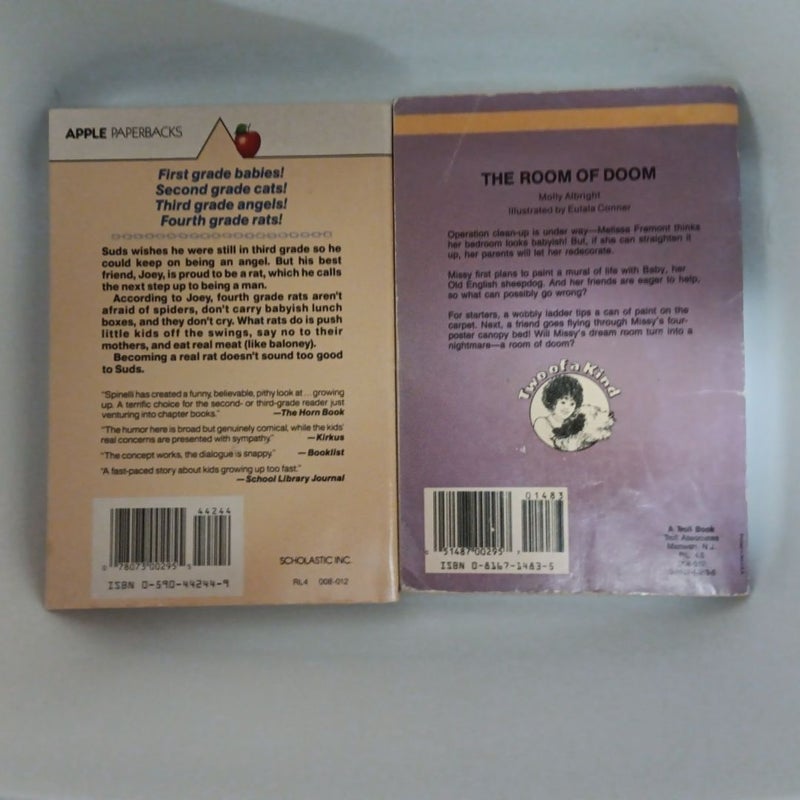 APPLE PAPERBACKS
First grade babies!
Second grade cats!
Third grade angels!
Fourth grade rats!
Suds wishes he were still in third grade so he
could keep on being an angel. But his best
friend, Joey, is proud to be a rat, which he calls
the next step up to being a man.
According to Joey, fourth grade rats aren't
afraid of spiders, don't carry babyish lunch
boxes, and they don't cry. What rats do is push
little kids off the swings, say no to their
mothers, and eat real meat (like baloney).
Becoming a real rat doesn't sound too good
to Suds.
"Spinelli has created a funny, believable, pithy look at... growing
up. A terrific choice for the second- or third-grade reader just
venturing into chapter books." —The Horn Book
"The humor here is broad but genuinely comical, while the kids'
real concerns are presented with sympathy." —Kirkus
"The concept works, the dialogue is snappy." —Booklist
"A fast-paced story about kids growing up too fast."
—School Library Journal
44244
0 78073 00295 5
ISBN 0-590-44244-9
SCHOLASTIC INC.
RL4 008-012
THE ROOM OF DOOM
Molly Albright
Illustrated by Eulala Conner
Operation clean-up is under way—Melissa Fremont thinks
her bedroom looks babyish! But, if she can straighten it
up, her parents will let her redecorate.
Missy first plans to paint a mural of life with Baby, her
Old English sheepdog. And her friends are eager to help,
so what can possibly go wrong?
For starters, a wobbly ladder tips a can of paint on the
carpet. Next, a friend goes flying through Missy's four-
poster canopy bed! Will Missy's dream room turn into a
nightmare—a room of doom?
Two of a Kind
01483
0 51487 00295 7
ISBN 0-8167-1483-5
A Troll Book
Troll Associates
Mahwah, N.J.